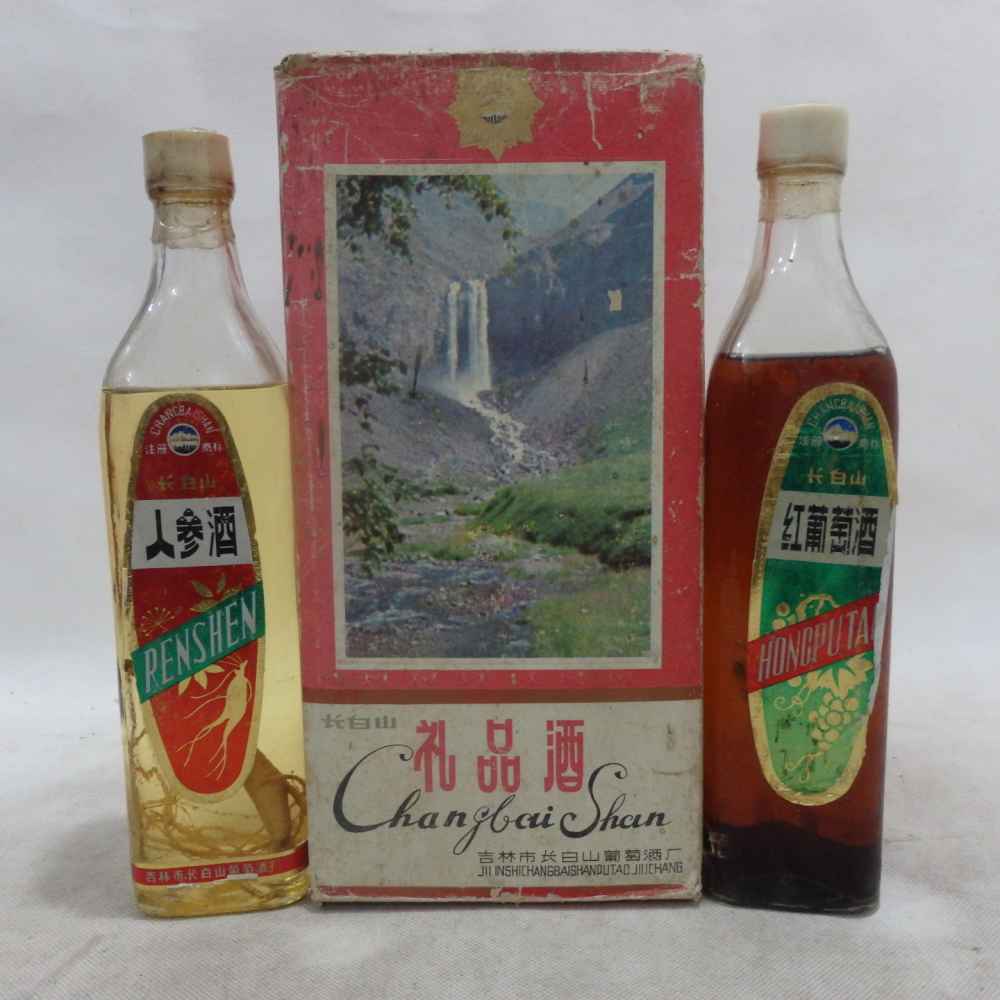 CHANGBAISHAN
注册 商标
长白山
人参酒
RENSHEN
吉林市长白山葡萄酒厂
长白山
礼品酒
Changbai Shan
吉林市长白山葡萄酒厂
JILINSHICHANGBAISHANPUTAOJIUCHANG
CHANGBAISHAN
注册 商标
长白山
红葡萄酒
HONGPUTA